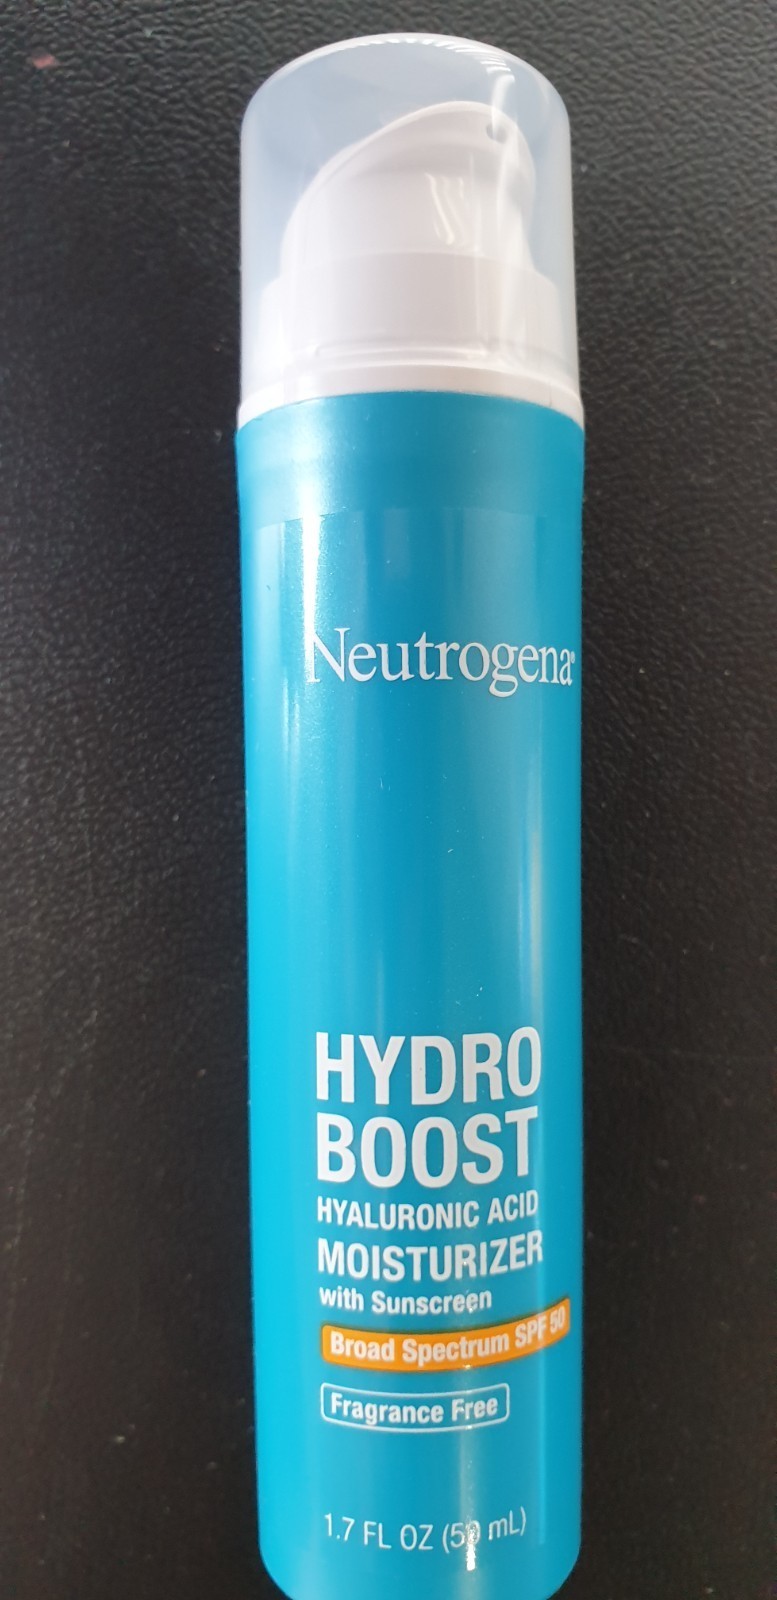 Neutrogena®
HYDRO
BOOST
HYALURONIC ACID
MOISTURIZER
with Sunscreen
Broad Spectrum SPF 50
Fragrance Free
1.7 FL OZ (50 mL)